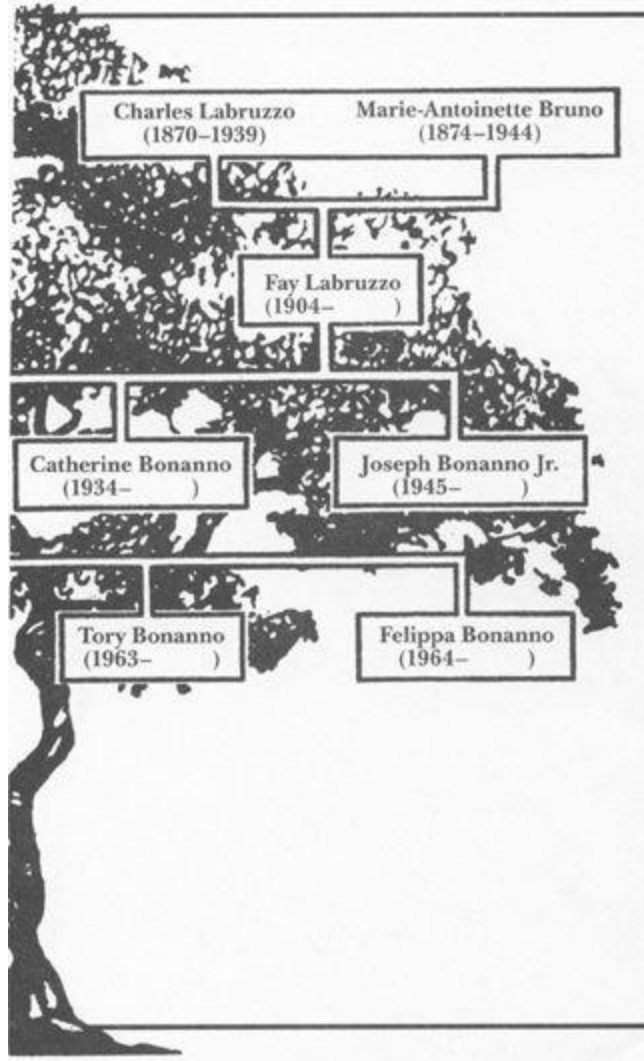 Charles Labruzzo
(1870–1939)
Marie-Antoinette Bruno
(1874–1944)
Fay Labruzzo
(1904– )
Catherine Bonanno
(1934– )
Joseph Bonanno Jr.
(1945– )
Tory Bonanno
(1963– )
Felippa Bonanno
(1964– )